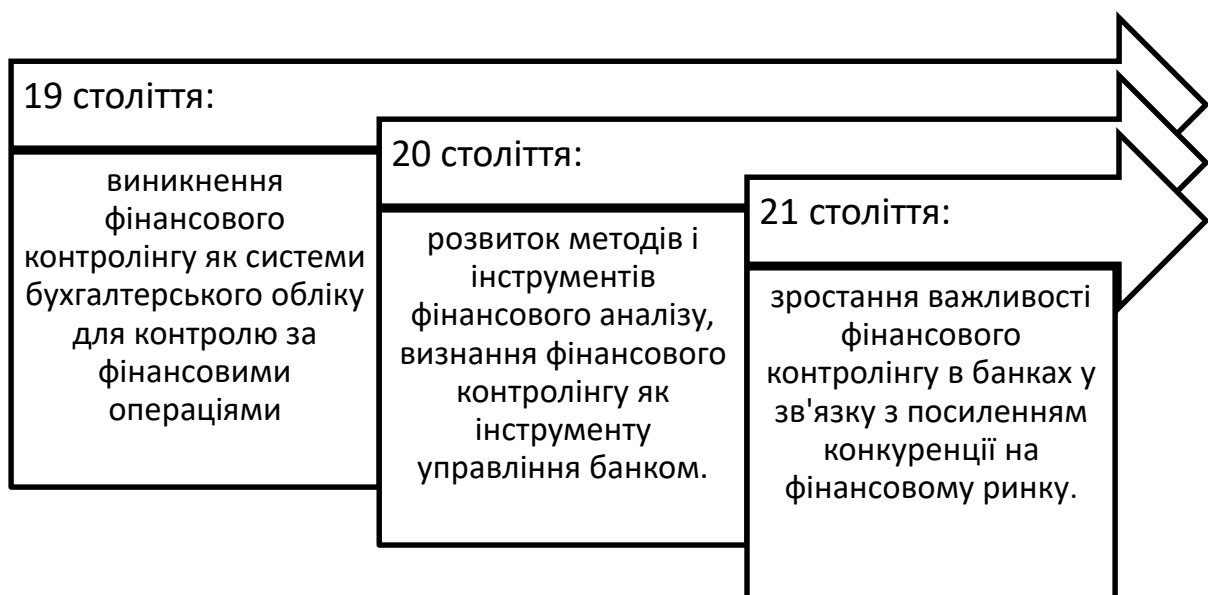 19 століття:
виникнення
фінансового
контролінгу як системи
бухгалтерського обліку
для контролю за
фінансовими
операціями
20 століття:
розвиток методів і
інструментів
фінансового аналізу,
визнання фінансового
контролінгу як
інструменту
управління банком.
21 століття:
зростання важливості
фінансового
контролінгу в банках у
зв'язку з посиленням
конкуренції на
фінансовому ринку.